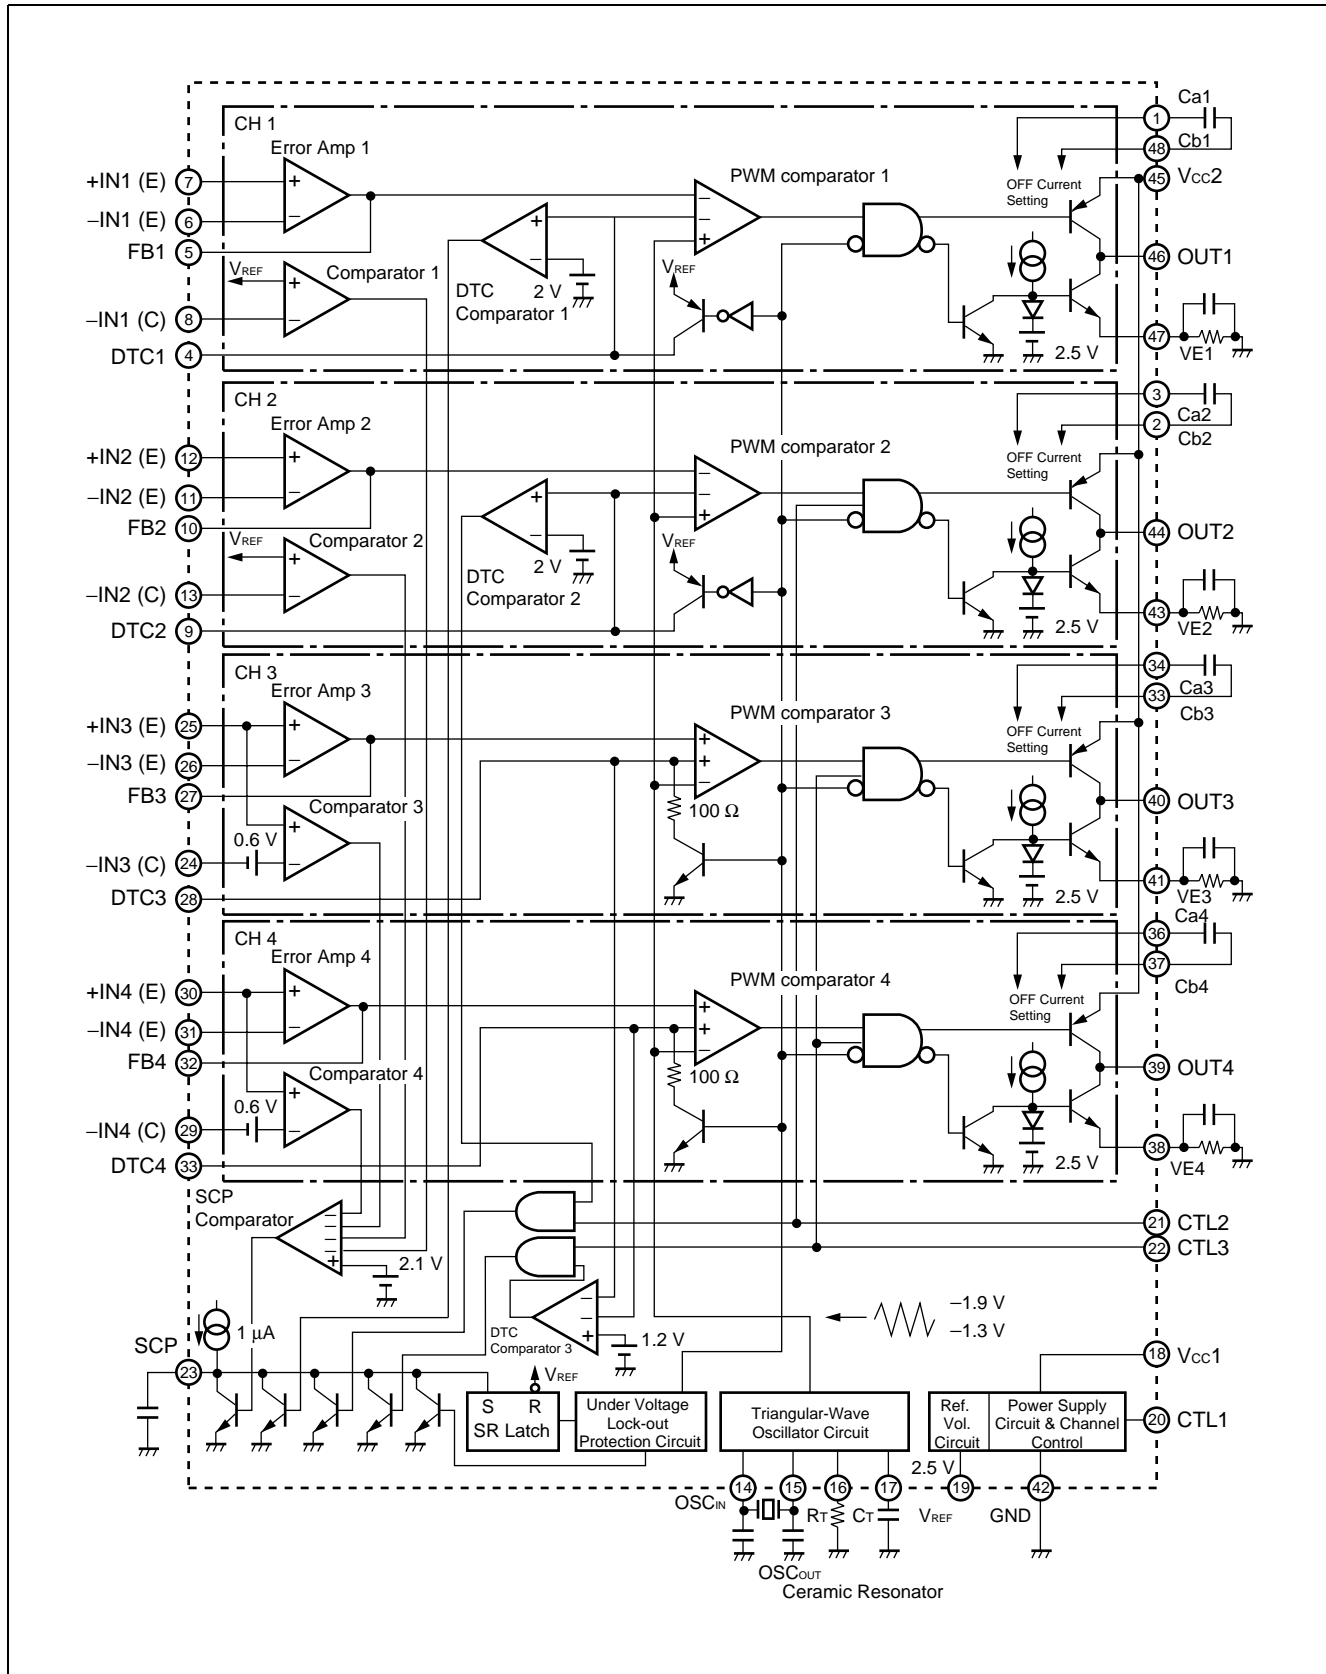 CH 1
Error Amp 1
+IN1 (E) 7
−IN1 (E) 6
FB1 5
VREF
Comparator 1
−IN1 (C) 8
DTC1 4
DTC
Comparator 1
2 V
PWM comparator 1
VREF
OFF Current
Setting
2.5 V
1 Ca1
48 Cb1
45 VCC2
46 OUT1
47 VE1
CH 2
Error Amp 2
+IN2 (E) 12
−IN2 (E) 11
FB2 10
VREF
Comparator 2
−IN2 (C) 13
DTC2 9
DTC
Comparator 2
2 V
PWM comparator 2
VREF
OFF Current
Setting
2.5 V
3 Ca2
2 Cb2
44 OUT2
43 VE2
CH 3
Error Amp 3
+IN3 (E) 25
−IN3 (E) 26
FB3 27
Comparator 3
0.6 V
−IN3 (C) 24
DTC3 28
PWM comparator 3
100 Ω
OFF Current
Setting
2.5 V
34 Ca3
33 Cb3
40 OUT3
41 VE3
CH 4
Error Amp 4
+IN4 (E) 30
−IN4 (E) 31
FB4 32
Comparator 4
0.6 V
−IN4 (C) 29
DTC4 33
PWM comparator 4
100 Ω
OFF Current
Setting
2.5 V
36 Ca4
37 Cb4
39 OUT4
38 VE4
SCP
Comparator
2.1 V
21 CTL2
22 CTL3
DTC
Comparator 3
1.2 V
−1.9 V
−1.3 V
SCP 23
1 µA
VREF
S R
SR Latch
Under Voltage
Lock-out
Protection Circuit
Triangular-Wave
Oscillator Circuit
Ref.
Vol.
Circuit
Power Supply
Circuit & Channel
Control
18 VCC1
20 CTL1
2.5 V
14 OSCIN
15 OSCOUT
16 RT
17 CT
19 VREF
42 GND
Ceramic Resonator